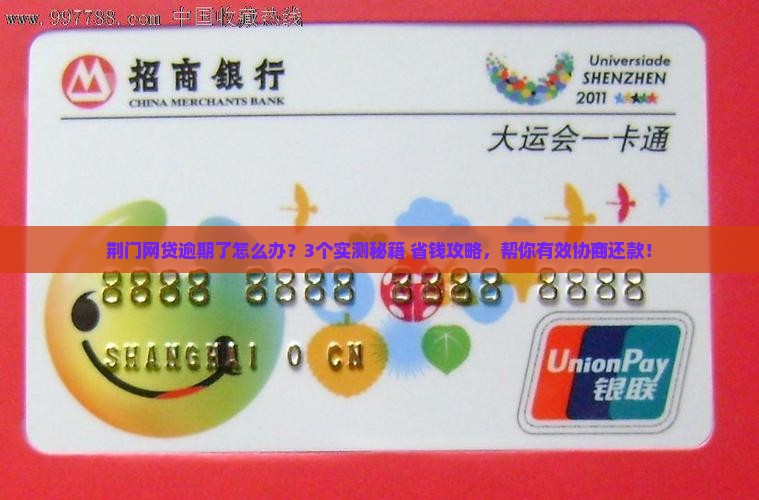 www.997788.com 中国收藏热线
招商银行
CHINA MERCHANTS BANK
Universiade
SHENZHEN
2011
大运会一卡通
荆门网贷逾期了怎么办？3个实测秘籍 省钱攻略，帮你有效协商还款！
8888 8888 8888 8888
SHANGHAI 0 CN
UnionPay
银联